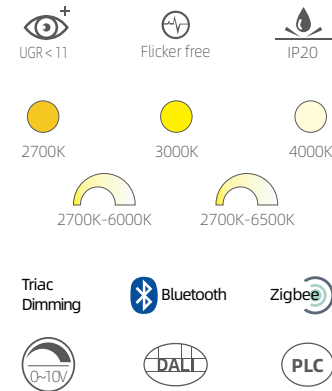 UGR<11
Flicker free
IP20
2700K
3000K
4000K
2700K-6000K
2700K-6500K
Triac
Dimming
Bluetooth
Zigbee
0~10V
DALI
PLC